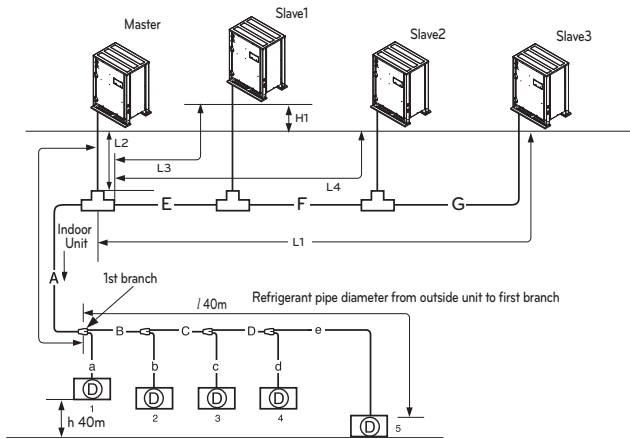 Master
Slave1
Slave2
Slave3
H1
L2
L3
L4
E
F
G
L1
Indoor
Unit
A
1st branch
l 40m
Refrigerant pipe diameter from outside unit to first branch
B
C
D
e
a
b
c
d
D
D
D
D
D
1
2
3
4
5
h 40m